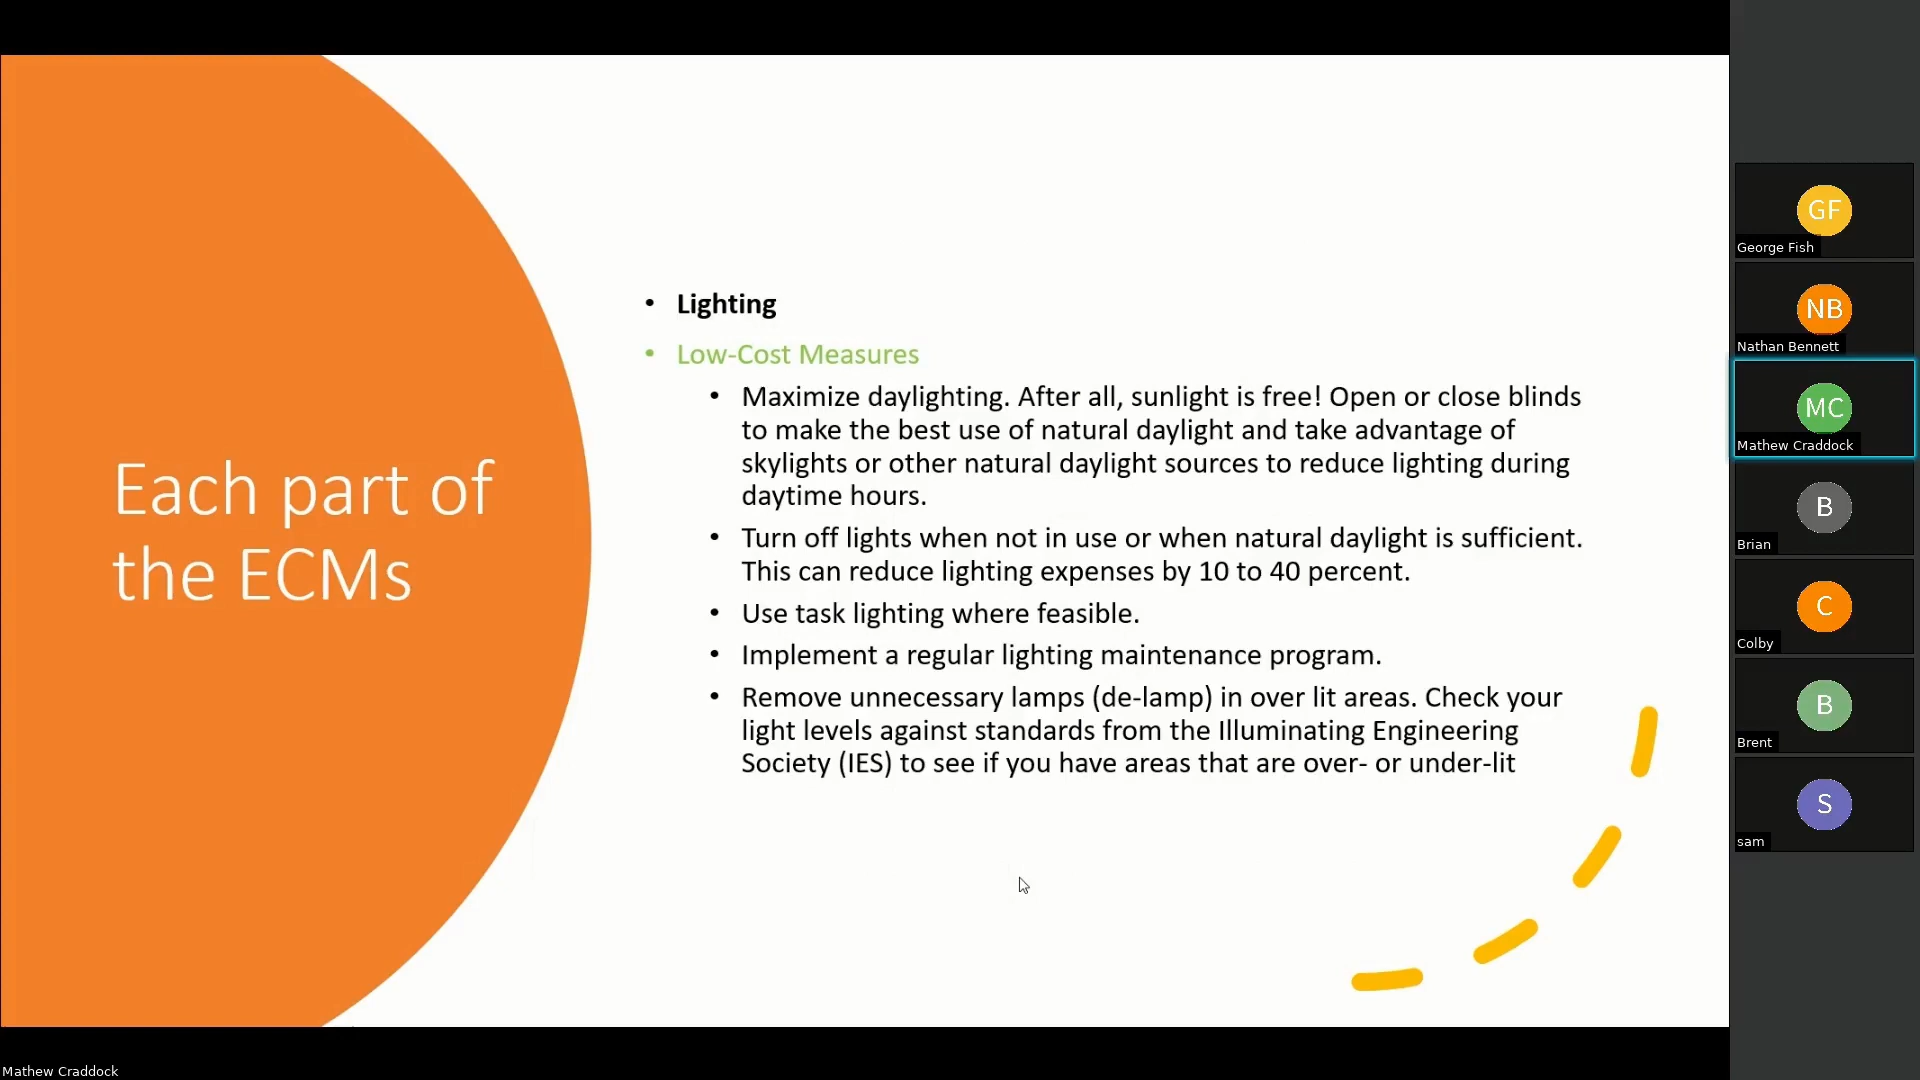 Each part of
the ECMs
• Lighting
• Low-Cost Measures
• Maximize daylighting. After all, sunlight is free! Open or close blinds
to make the best use of natural daylight and take advantage of
skylights or other natural daylight sources to reduce lighting during
daytime hours.
• Turn off lights when not in use or when natural daylight is sufficient.
This can reduce lighting expenses by 10 to 40 percent.
• Use task lighting where feasible.
• Implement a regular lighting maintenance program.
• Remove unnecessary lamps (de-lamp) in over lit areas. Check your
light levels against standards from the Illuminating Engineering
Society (IES) to see if you have areas that are over- or under-lit
GF
George Fish
NB
Nathan Bennett
MC
Mathew Craddock
B
Brian
C
Colby
B
Brent
S
sam
Mathew Craddock